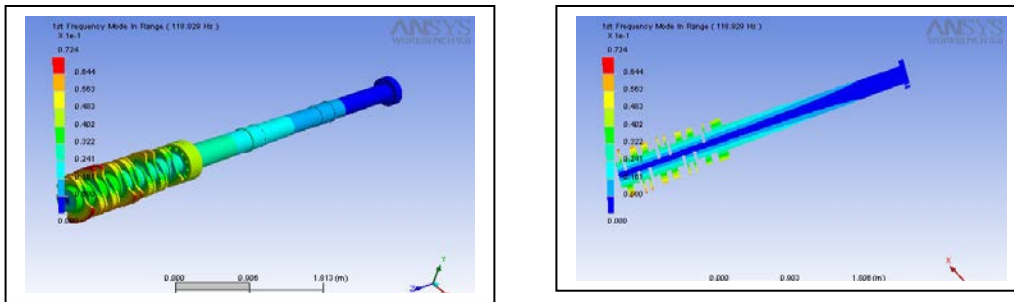 1st Frequency Mode In Range ( 118.929 Hz )
X 1e-1
0.724
0.644
0.563
0.483
0.402
0.322
0.241
0.161
0.000
ANSYS
0.000
0.906
1.813 (m)
Y
Z
1st Frequency Mode In Range ( 118.929 Hz )
X 1e-1
0.724
0.644
0.563
0.483
0.402
0.322
0.241
0.161
0.000
ANSYS
0.000
0.903
1.806 (m)
X